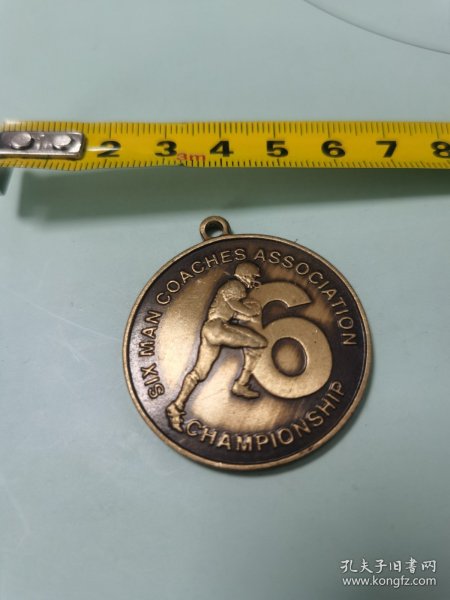 2 3 4 5 6 7 8
3m
SIX MAN COACHES ASSOCIATION
6
CHAMPIONSHIP
孔夫子旧书网
www.kongfz.com